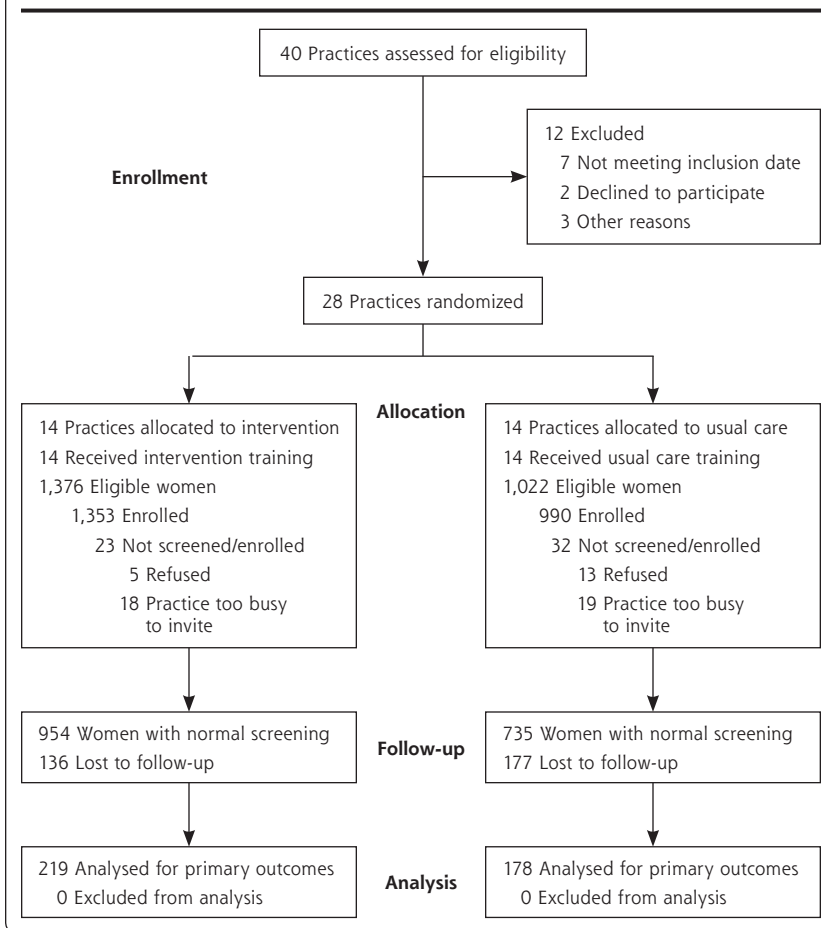 40 Practices assessed for eligibility
12 Excluded
7 Not meeting inclusion date
2 Declined to participate
3 Other reasons
Enrollment
28 Practices randomized
Allocation
14 Practices allocated to intervention
14 Received intervention training
1,376 Eligible women
1,353 Enrolled
23 Not screened/enrolled
5 Refused
18 Practice too busy
to invite
14 Practices allocated to usual care
14 Received usual care training
1,022 Eligible women
990 Enrolled
32 Not screened/enrolled
13 Refused
19 Practice too busy
to invite
954 Women with normal screening
136 Lost to follow-up
Follow-up
735 Women with normal screening
177 Lost to follow-up
219 Analysed for primary outcomes
0 Excluded from analysis
Analysis
178 Analysed for primary outcomes
0 Excluded from analysis